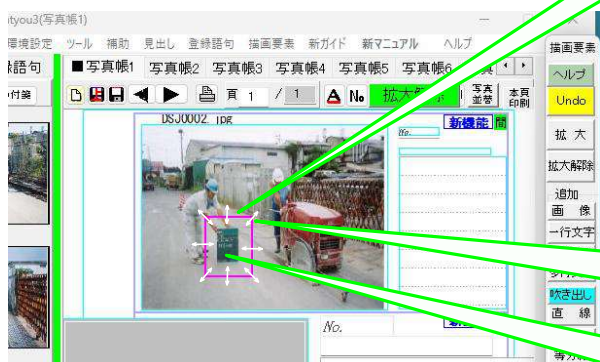 tyou3(写真帳1)
環境設定 ツール 補助 見出し 登録語句 描画要素 新ガイド 新マニュアル ヘルプ
語句
■写真帳1 写真帳2 写真帳3 写真帳4 写真帳5 写真帳6
付箋
頁 1 / 1 A No 写真並替 本頁印刷
DSJ0002.jpg
新機能 間
No.
No.
描画要素
ヘルプ
Undo
拡 大
拡大解除
追加
画 像
一行文字
吹き出し
直 線